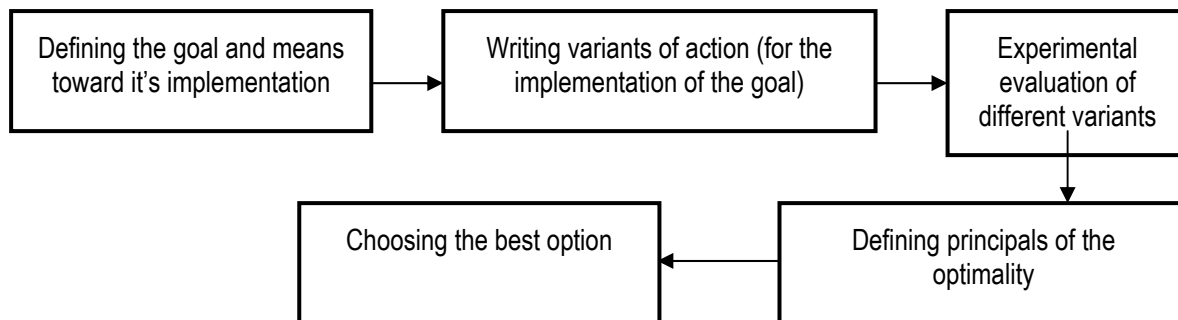 Defining the goal and means
toward it's implementation
Writing variants of action (for the
implementation of the goal)
Experimental
evaluation of
different variants
Choosing the best option
Defining principals of the
optimality